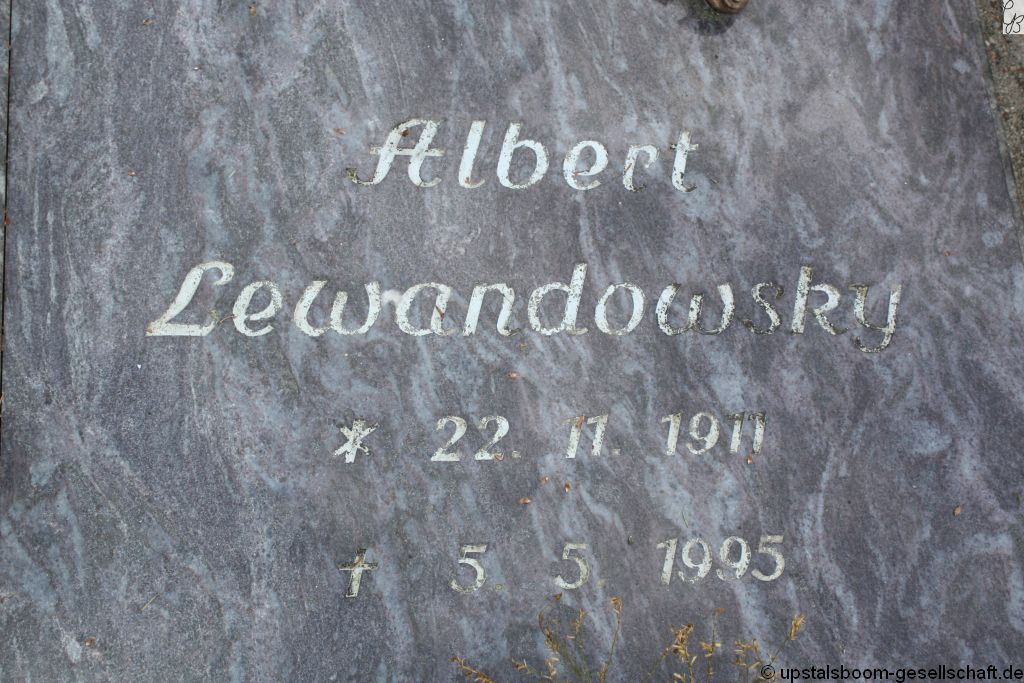 Albert
Lewandowsky
* 22. 11. 1911
† 5. 5. 1995
© upstalsboom-gesellschaft.de